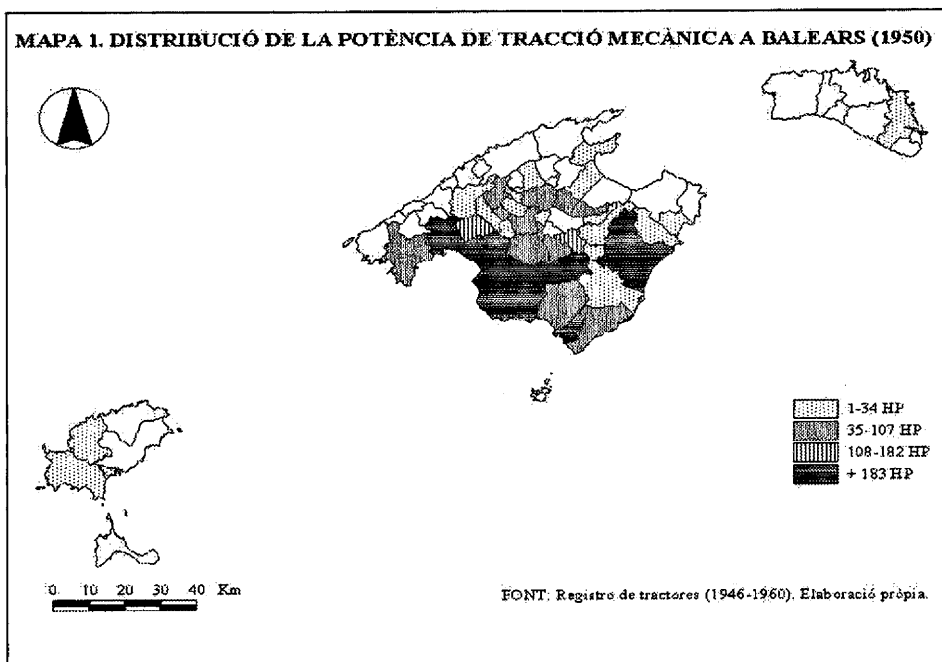 MAPA 1. DISTRIBUCIÓ DE LA POTÈNCIA DE TRACCIÓ MECÀNICA A BALEARS (1950)
1-34 HP
35-107 HP
108-182 HP
+ 183 HP
0 10 20 30 40 Km
FONT: Registro de tractores (1946-1960). Elaboració pròpia.